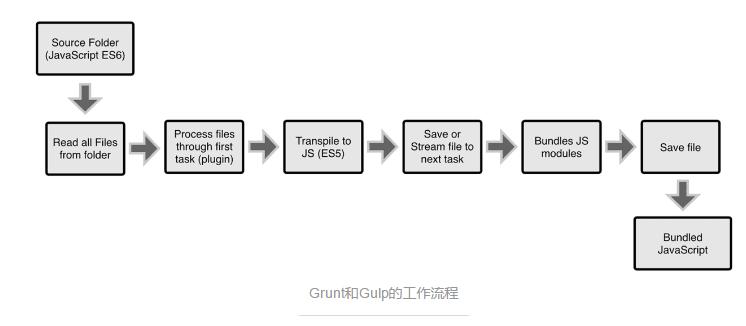 Source Folder
(JavaScript ES6)
Read all Files
from folder
Process files
through first
task (plugin)
Transpile to
JS (ES5)
Save or
Stream file to
next task
Bundles JS
modules
Save file
Bundled
JavaScript
Grunt和Gulp的工作流程